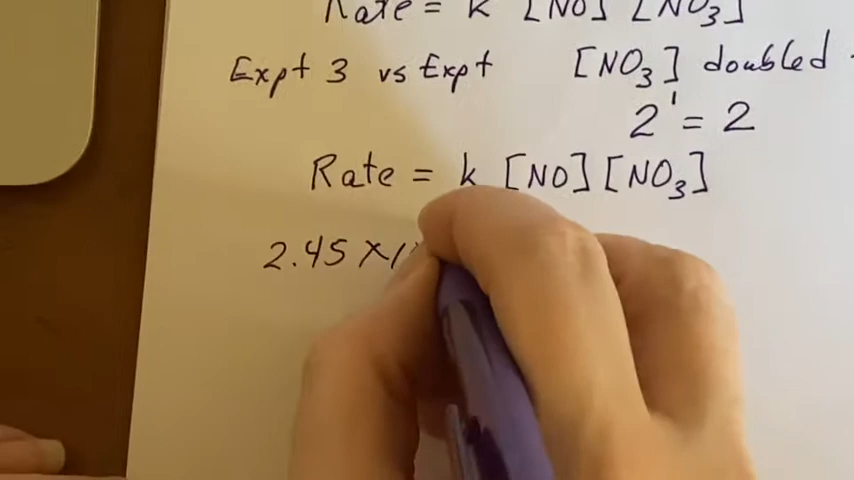 Rate = k [NO] [NO₃]
Expt 3 vs Expt [NO₃] doubled
2¹ = 2
Rate = k [NO][NO₃]
2.45 ×